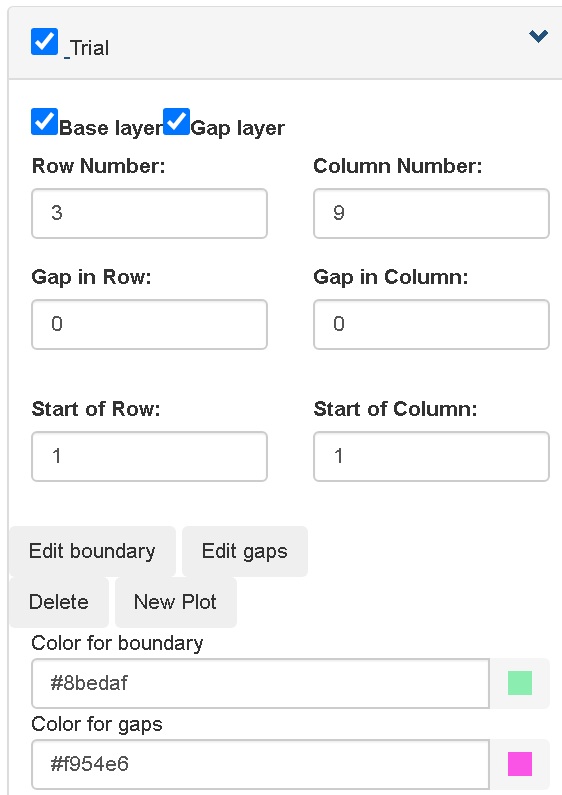 Trial
Base layer Gap layer
Row Number: Column Number:
3 9
Gap in Row: Gap in Column:
0 0
Start of Row: Start of Column:
1 1
Edit boundary Edit gaps
Delete New Plot
Color for boundary
#8bedaf
Color for gaps
#f954e6